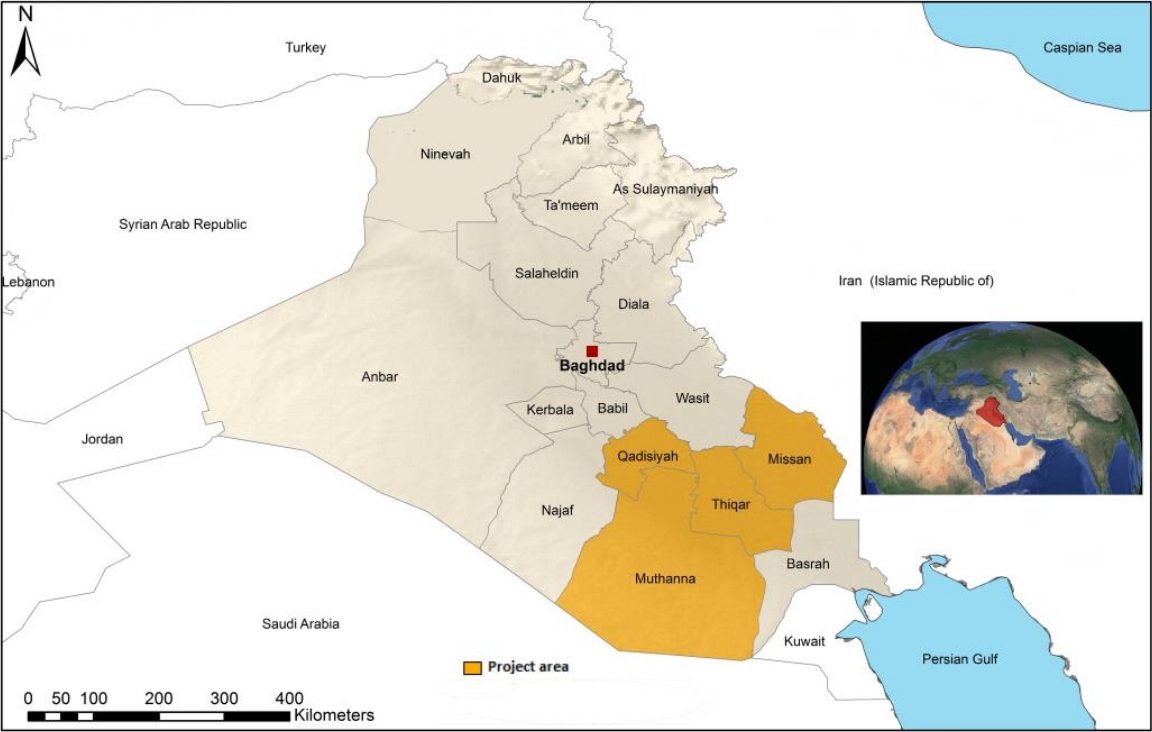 N
Turkey
Caspian Sea
Dahuk
Arbil
Ninevah
As Sulaymaniyah
Ta'meem
Syrian Arab Republic
Salaheldin
Lebanon
Iran (Islamic Republic of)
Diala
Baghdad
Anbar
Wasit
Kerbala
Babil
Jordan
Qadisiyah
Missan
Thiqar
Najaf
Basrah
Muthanna
Saudi Arabia
Kuwait
Persian Gulf
Project area
0 50 100 200 300 400
Kilometers